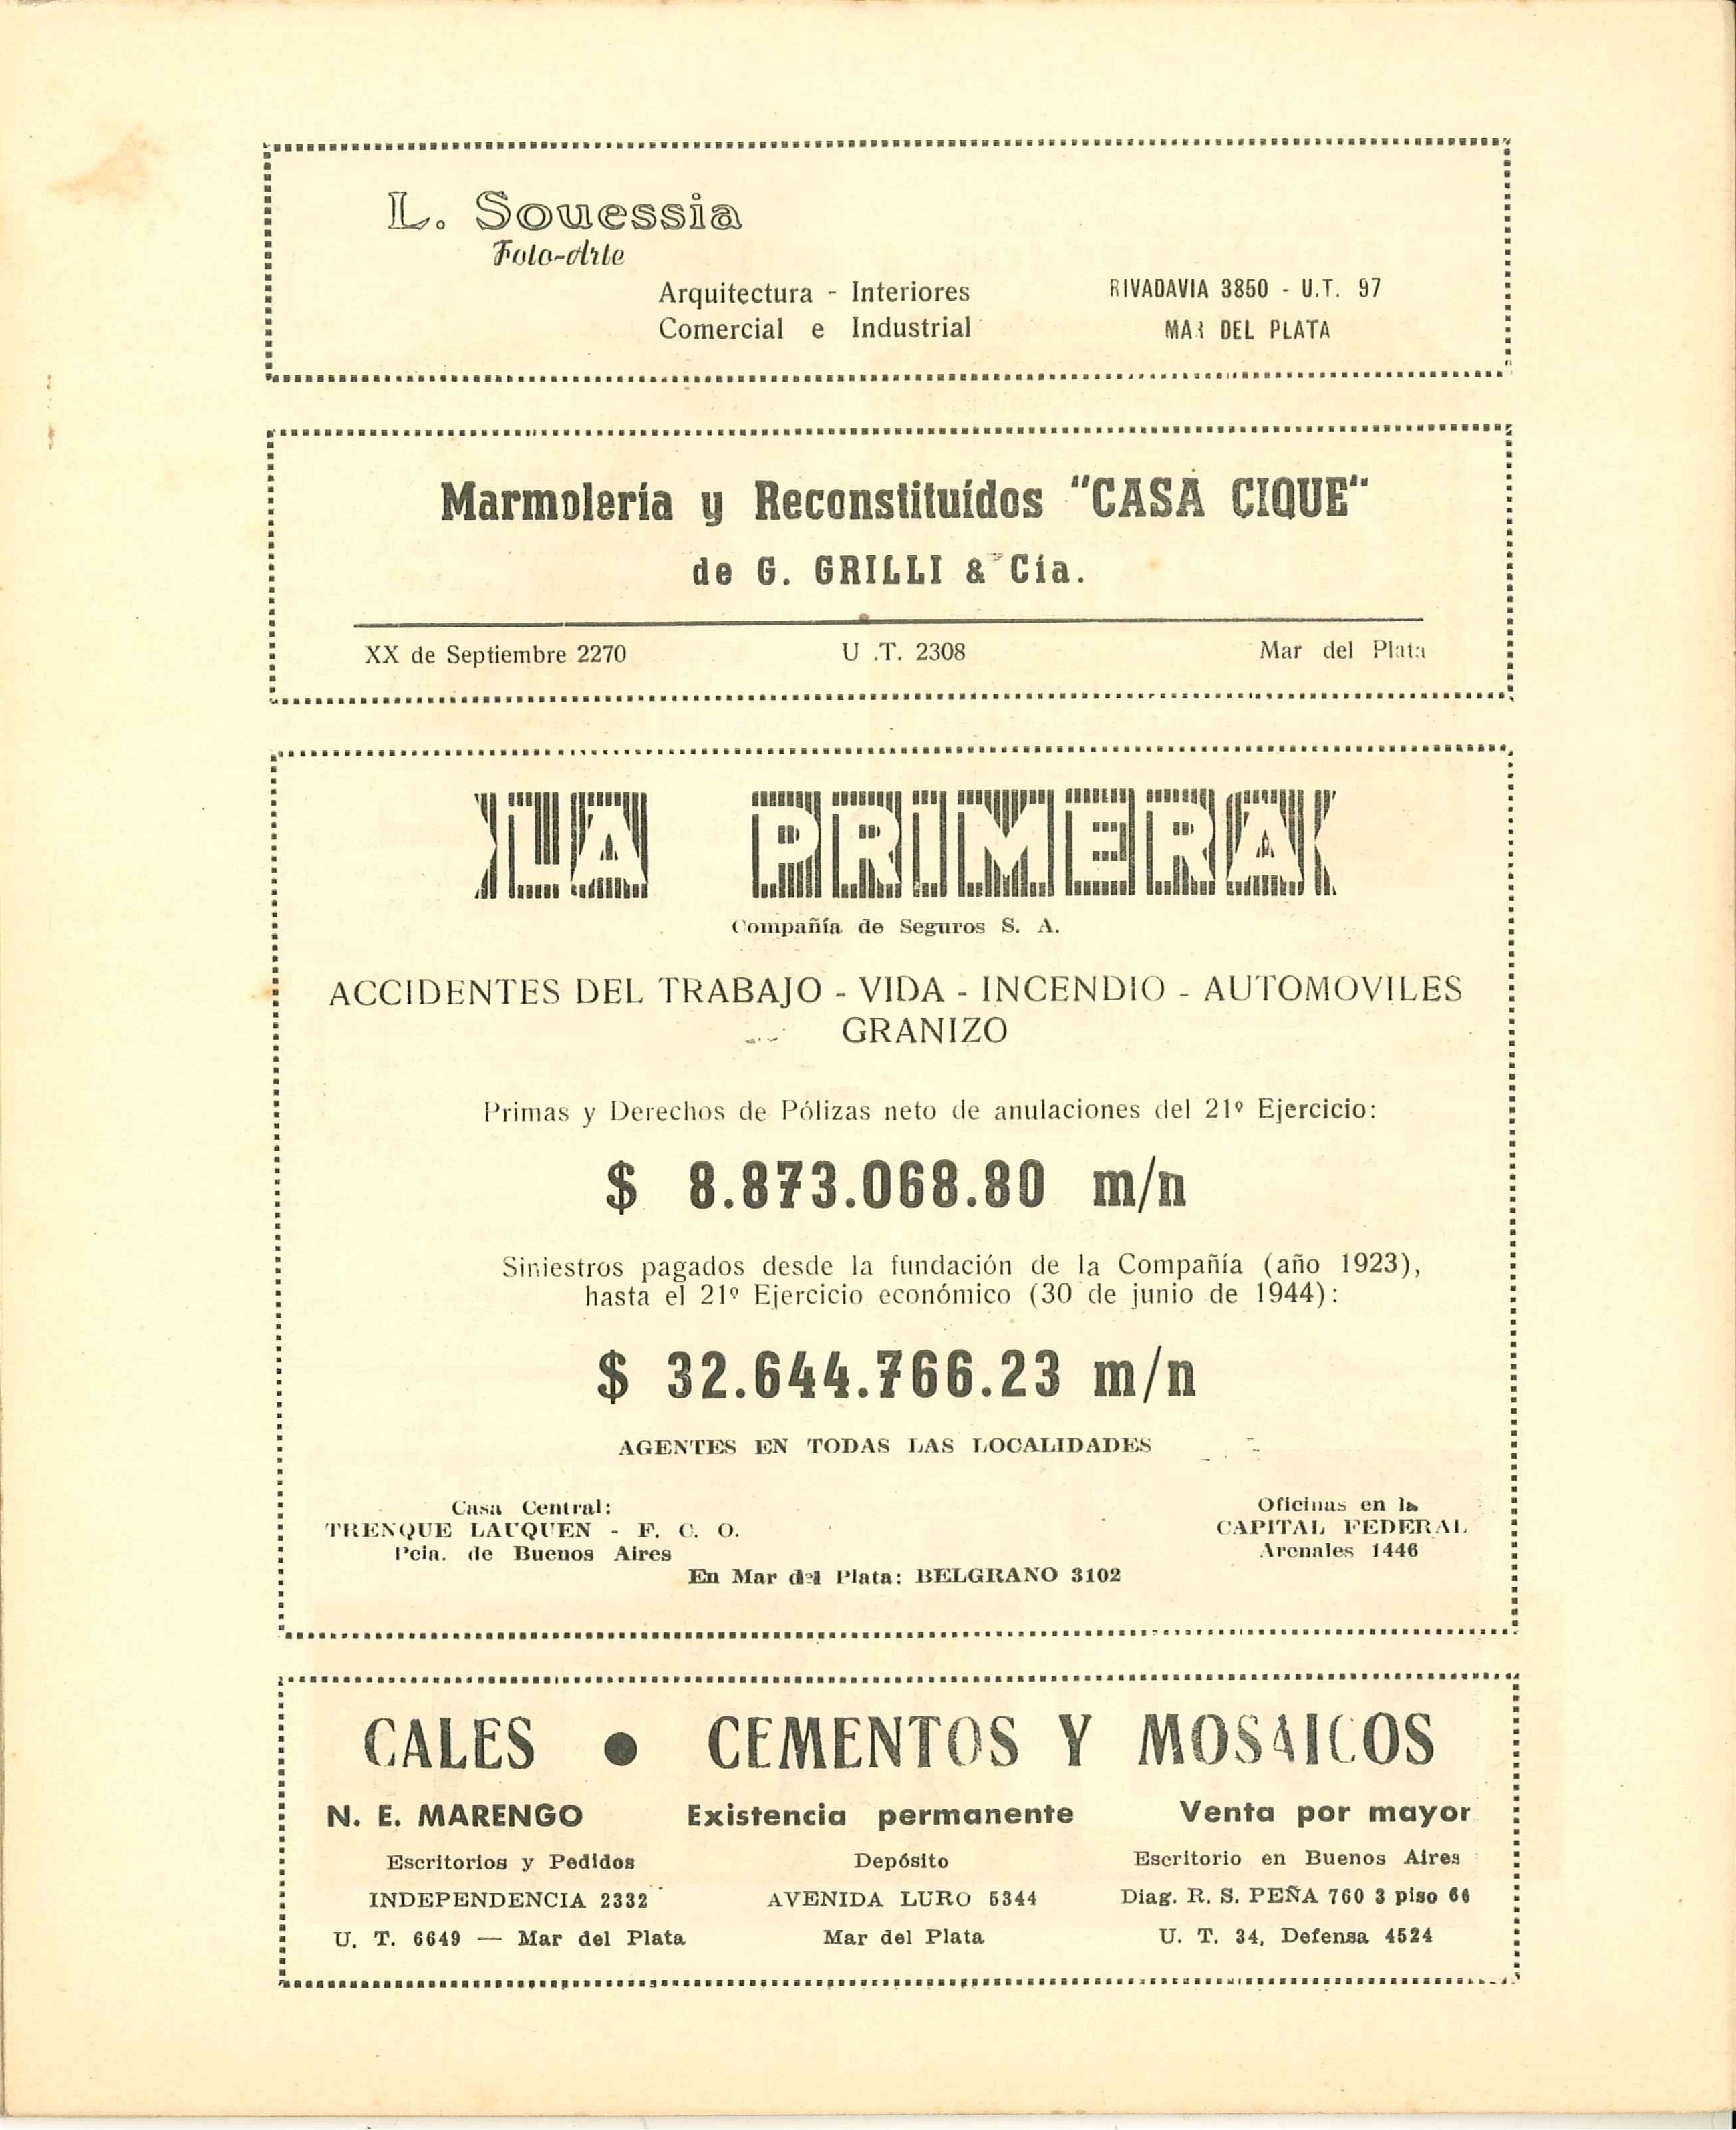 L. Souessia
Foto-Arte
Arquitectura - Interiores
Comercial e Industrial
RIVADAVIA 3850 - U.T. 97
MAR DEL PLATA
Marmolería y Reconstituídos "CASA CIQUE"
de G. GRILLI & Cía.
XX de Septiembre 2270 U .T. 2308 Mar del Plata
LA PRIMERA
Compañía de Seguros S. A.
ACCIDENTES DEL TRABAJO - VIDA - INCENDIO - AUTOMOVILES
GRANIZO
Primas y Derechos de Pólizas neto de anulaciones del 21º Ejercicio:
$ 8.873.068.80 m/n
Siniestros pagados desde la fundación de la Compañía (año 1923),
hasta el 21º Ejercicio económico (30 de junio de 1944):
$ 32.644.766.23 m/n
AGENTES EN TODAS LAS LOCALIDADES
Casa Central:
TRENQUE LAUQUEN - F. C. O.
Pcia. de Buenos Aires
Oficinas en la
CAPITAL FEDERAL
Arenales 1446
En Mar del Plata: BELGRANO 3102
CALES ● CEMENTOS Y MOSAICOS
N. E. MARENGO Existencia permanente Venta por mayor
Escritorios y Pedidos
INDEPENDENCIA 2332
U. T. 6649 — Mar del Plata
Depósito
AVENIDA LURO 5344
Mar del Plata
Escritorio en Buenos Aires
Diag. R. S. PEÑA 760 3 piso
U. T. 34, Defensa 4524